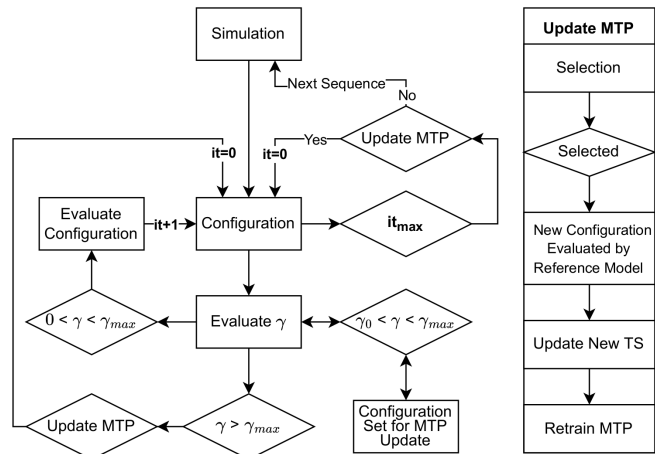 Simulation
Next Sequence
No
Yes
Update MTP
it=0
it=0
Evaluate
Configuration
it+1
Configuration
it_max
0 < γ < γ_max
Evaluate γ
γ_0 < γ < γ_max
Update MTP
γ > γ_max
Configuration
Set for MTP
Update
Update MTP
Selection
Selected
New Configuration
Evaluated by
Reference Model
Update New TS
Retrain MTP